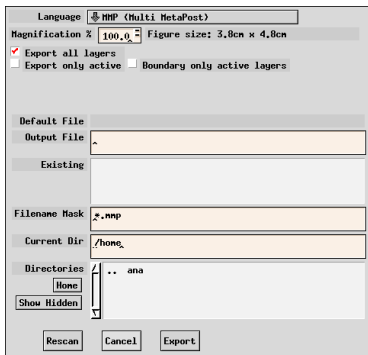 Language MMP (Multi MetaPost)
Magnification % 100.0 Figure size: 3.8cm x 4.8cm
Export all layers
Export only active Boundary only active layers
Default File
Output File
Existing
Filename Mask *.mmp
Current Dir /home
Directories .. ana
Home
Show Hidden
Rescan Cancel Export